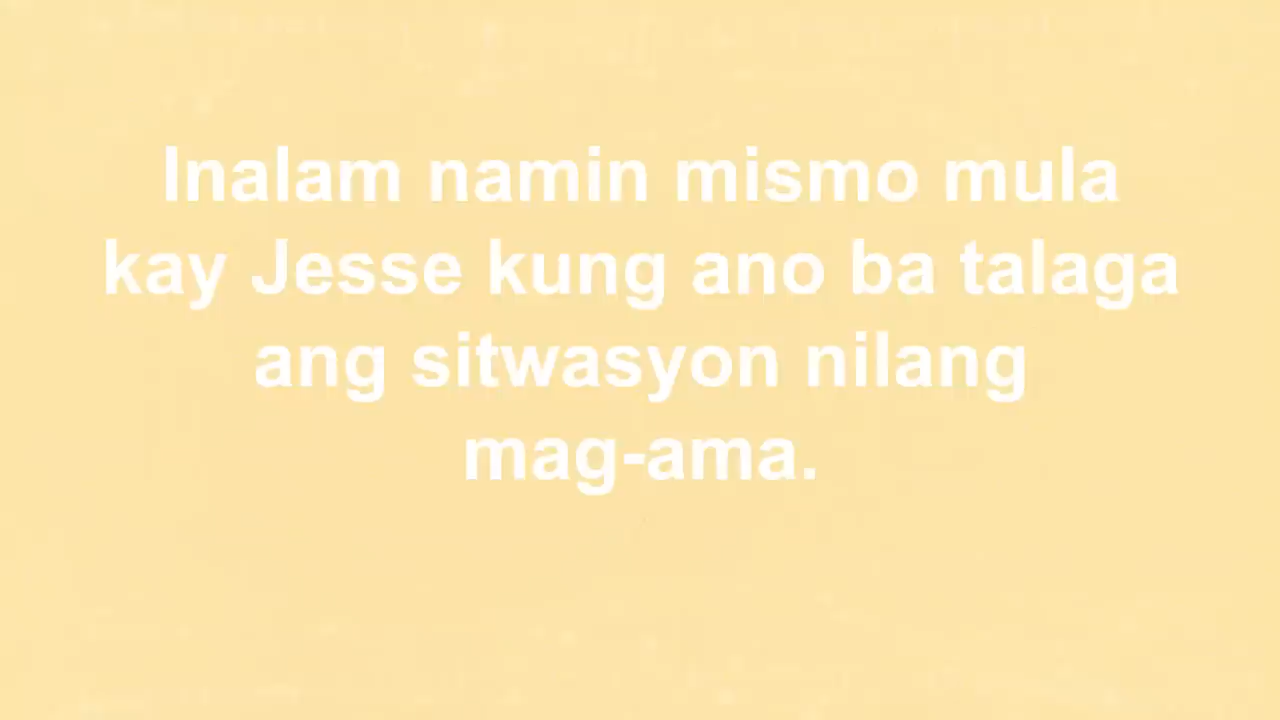 Inalam namin mismo mula
kay Jesse kung ano ba talaga
ang sitwasyon nilang
mag-ama.